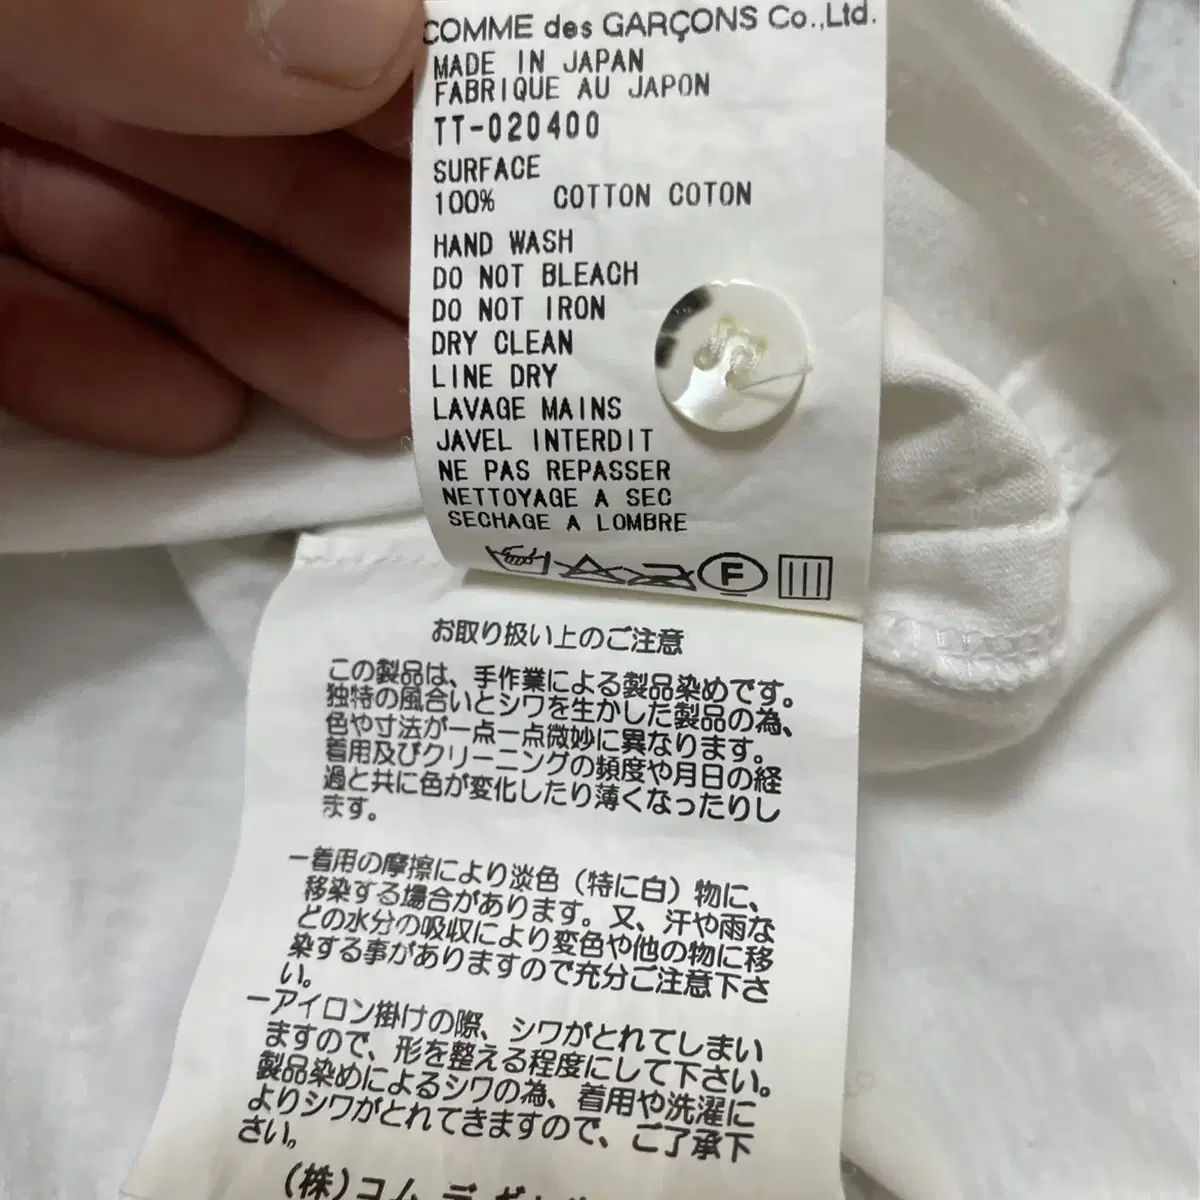 COMME des GARÇONS Co.,Ltd.
MADE IN JAPAN
FABRIQUE AU JAPON
TT-020400
SURFACE
100% COTTON COTON
HAND WASH
DO NOT BLEACH
DO NOT IRON
DRY CLEAN
LINE DRY
LAVAGE MAINS
JAVEL INTERDIT
NE PAS REPASSER
NETTOYAGE A SEC
SECHAGE A LOMBRE
F
お取り扱い上のご注意
この製品は、手作業による製品染めです。
独特の風合いとシワを生かした製品の為、
色や寸法が一点一点微妙に異なります。
着用及びクリーニングの頻度や月日の経
過と共に色が変化したり薄くなったりし
ます。
ー着用の摩擦により淡色（特に白）物に、
移染する場合があります。又、汗や雨な
どの水分の吸収により変色や他の物に移
染する事がありますので充分ご注意下さ
い。
ーアイロン掛けの際、シワがとれてしまい
ますので、形を整える程度にして下さい。
製品染めによるシワの為、着用や洗濯に
よりシワがとれてきますので、ご了承下
さい。
(株)コム デ